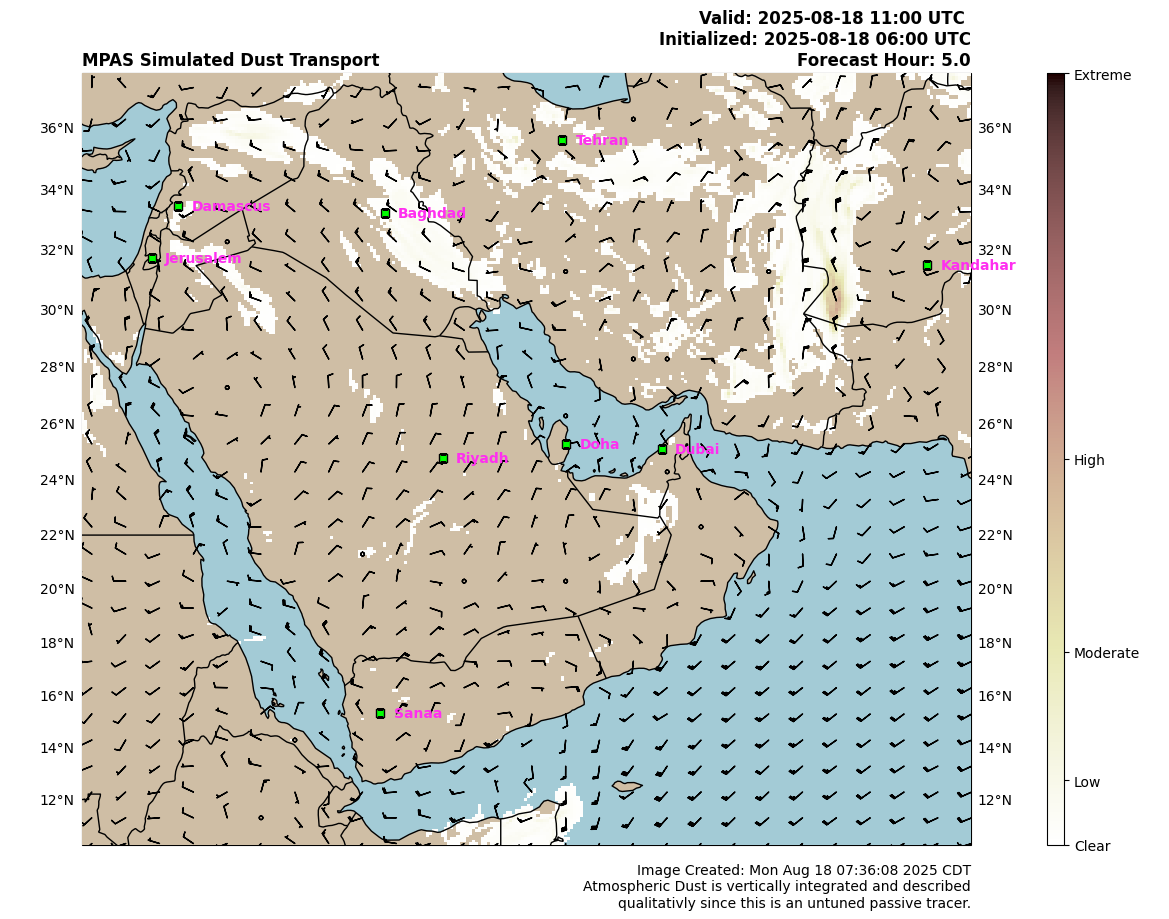 Valid: 2025-08-18 11:00 UTC
Initialized: 2025-08-18 06:00 UTC
MPAS Simulated Dust Transport
Forecast Hour: 5.0
Extreme
36°N
Tehran
36°N
34°N
34°N
Damascus
Baghdad
32°N
32°N
Jerusalem
Kandahar
30°N
30°N
28°N
28°N
26°N
26°N
Doha
Dubai
Riyadh
High
24°N
24°N
22°N
22°N
20°N
20°N
18°N
18°N
Moderate
16°N
16°N
Sanaa
14°N
14°N
Low
12°N
12°N
Clear
Image Created: Mon Aug 18 07:36:08 2025 CDT
Atmospheric Dust is vertically integrated and described
qualitativly since this is an untuned passive tracer.